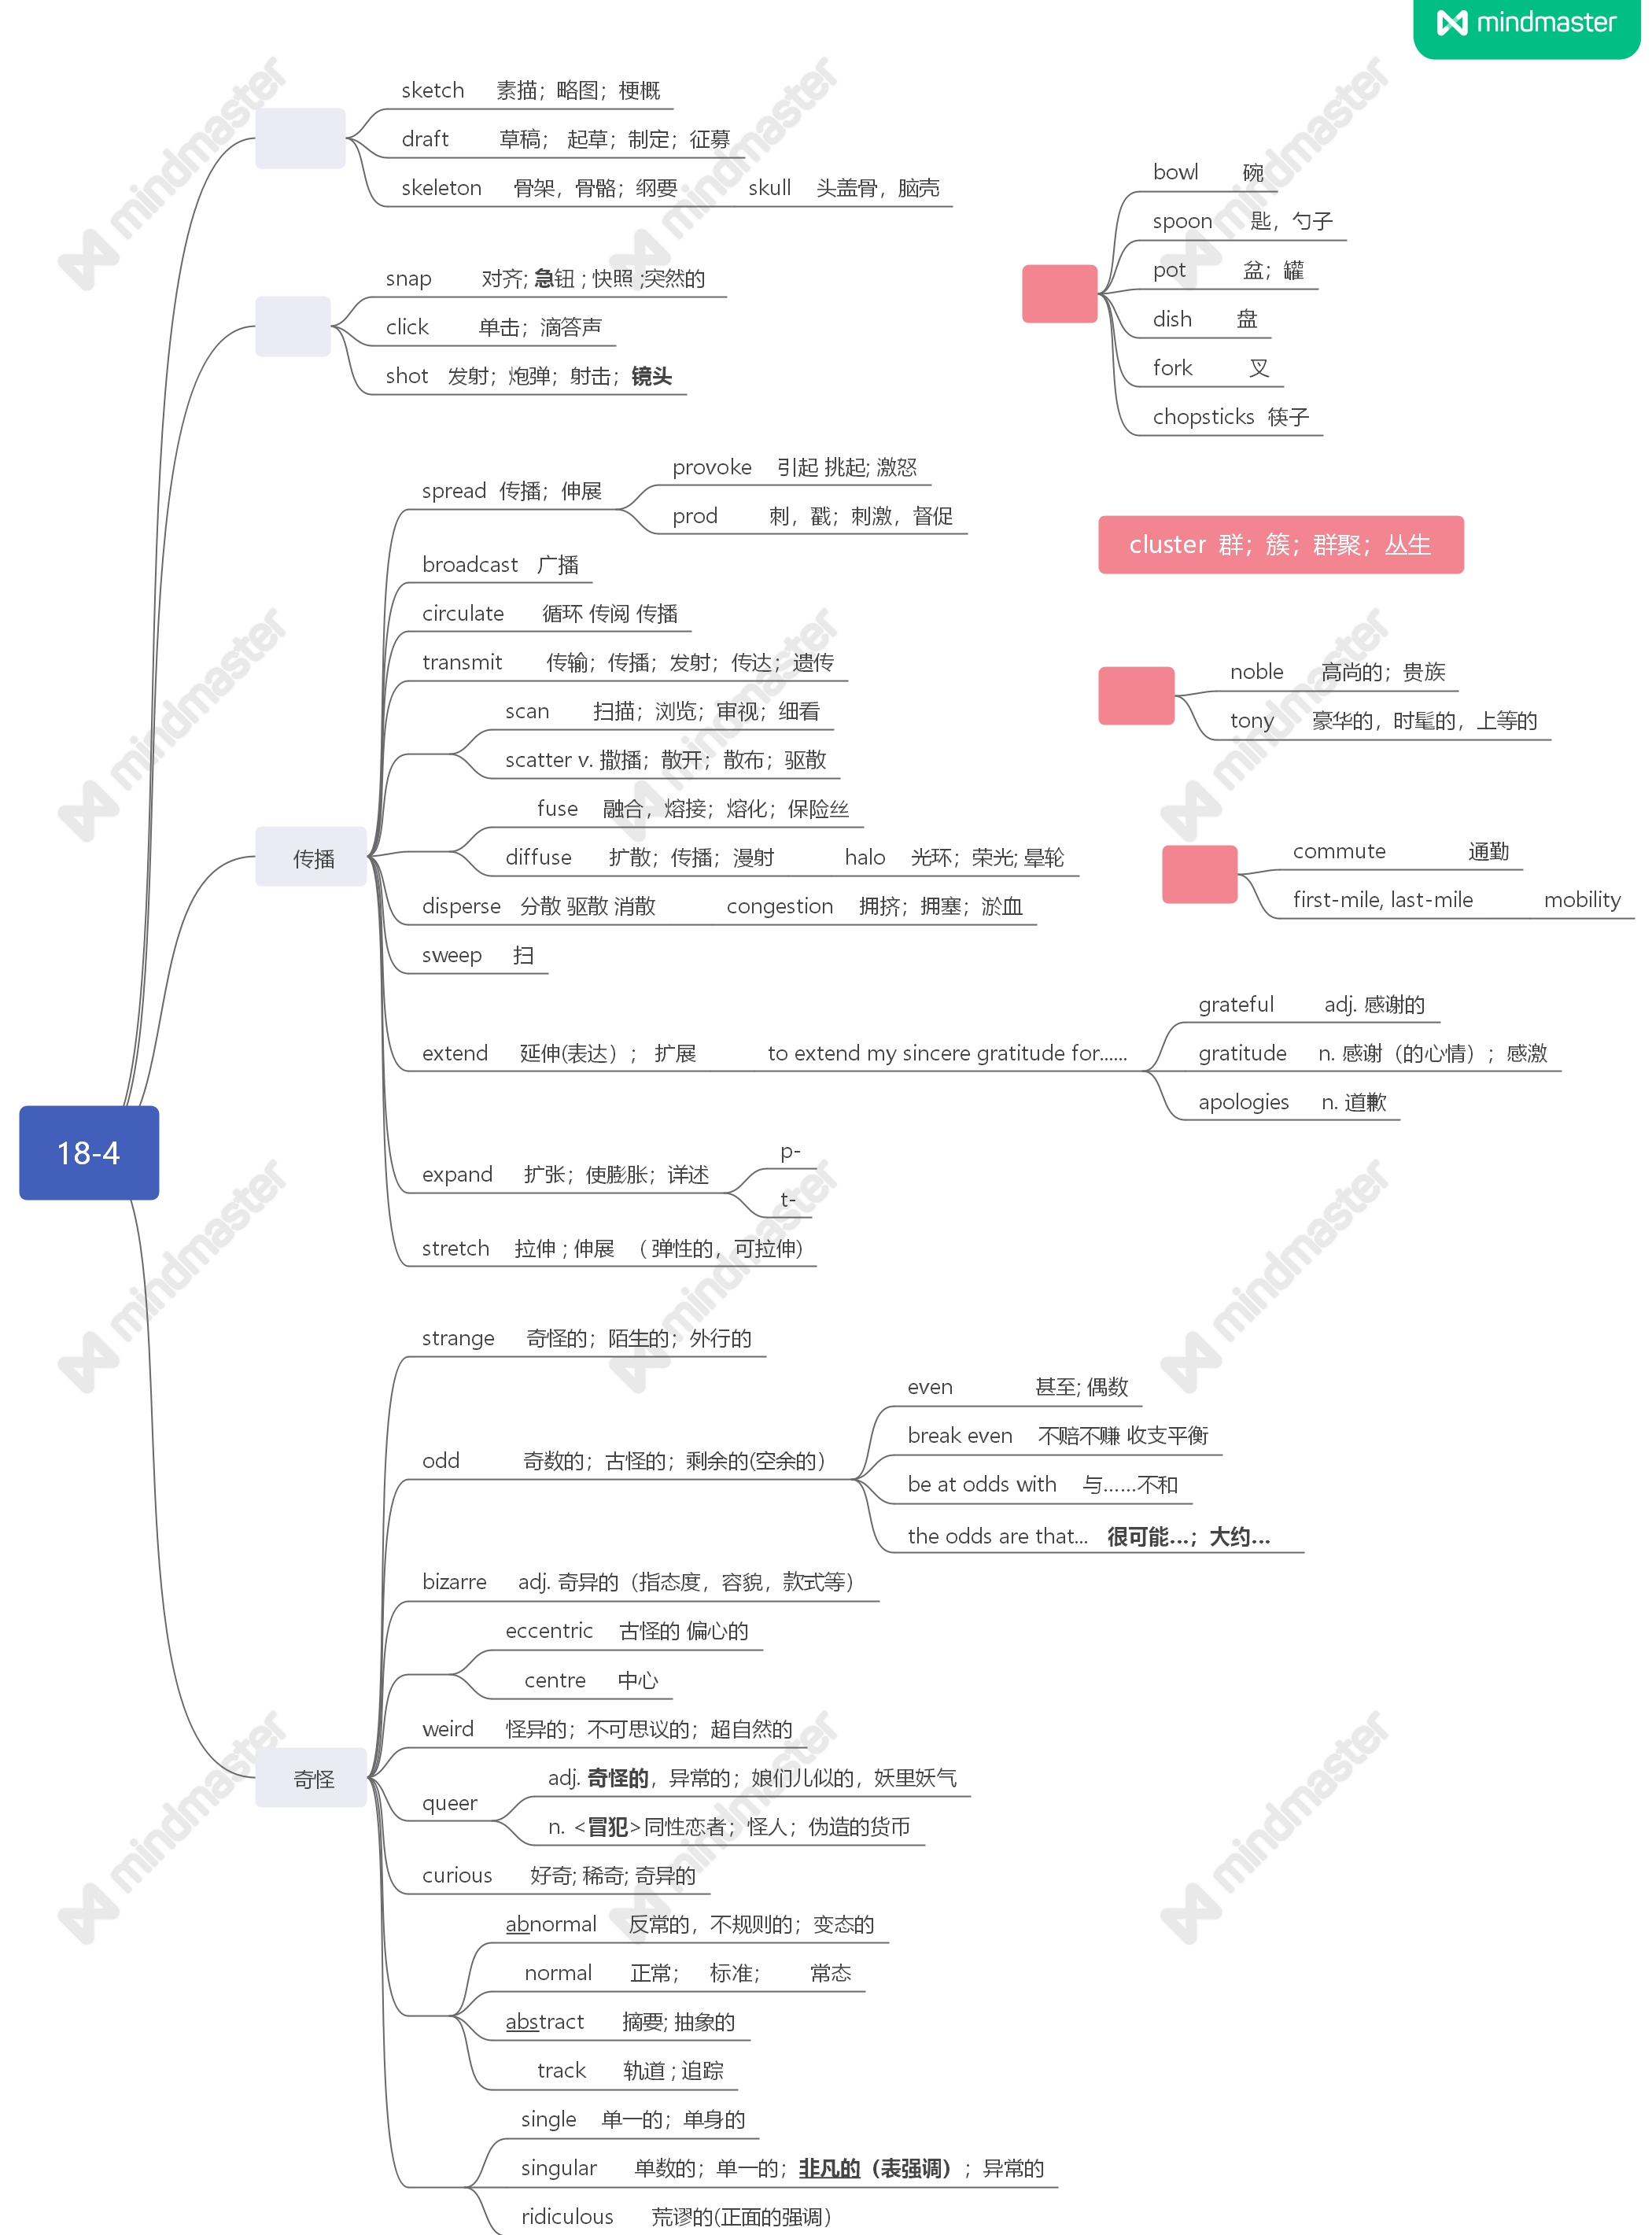 mindmaster
18-4
sketch 素描；略图；梗概
draft 草稿； 起草；制定；征募
skeleton 骨架，骨骼；纲要 skull 头盖骨，脑壳
snap 对齐; 急钮 ; 快照 ;突然的
click 单击；滴答声
shot 发射；炮弹；射击；镜头
传播
spread 传播；伸展
provoke 引起 挑起; 激怒
prod 刺，戳；刺激，督促
broadcast 广播
circulate 循环 传阅 传播
transmit 传输；传播；发射；传达；遗传
scan 扫描；浏览；审视；细看
scatter v. 撒播；散开；散布；驱散
fuse 融合，熔接；熔化；保险丝
diffuse 扩散；传播；漫射 halo 光环；荣光; 晕轮
disperse 分散 驱散 消散 congestion 拥挤；拥塞；淤血
sweep 扫
extend 延伸(表达）； 扩展 to extend my sincere gratitude for......
grateful adj. 感谢的
gratitude n. 感谢（的心情）；感激
apologies n. 道歉
expand 扩张；使膨胀；详述
p-
t-
stretch 拉伸 ; 伸展 （ 弹性的，可拉伸)
奇怪
strange 奇怪的；陌生的；外行的
odd 奇数的；古怪的；剩余的(空余的）
even 甚至; 偶数
break even 不赔不赚 收支平衡
be at odds with 与……不和
the odds are that... 很可能...；大约...
bizarre adj. 奇异的（指态度，容貌，款式等）
eccentric 古怪的 偏心的
centre 中心
weird 怪异的；不可思议的；超自然的
queer
adj. 奇怪的，异常的；娘们儿似的，妖里妖气
n. <冒犯>同性恋者；怪人；伪造的货币
curious 好奇; 稀奇; 奇异的
abnormal 反常的，不规则的；变态的
normal 正常； 标准； 常态
abstract 摘要; 抽象的
track 轨道 ; 追踪
single 单一的；单身的
singular 单数的；单一的；非凡的（表强调）；异常的
ridiculous 荒谬的(正面的强调）
bowl 碗
spoon 匙，勺子
pot 盆；罐
dish 盘
fork 叉
chopsticks 筷子
cluster 群；簇；群聚；丛生
noble 高尚的；贵族
tony 豪华的，时髦的，上等的
commute 通勤
first-mile, last-mile mobility